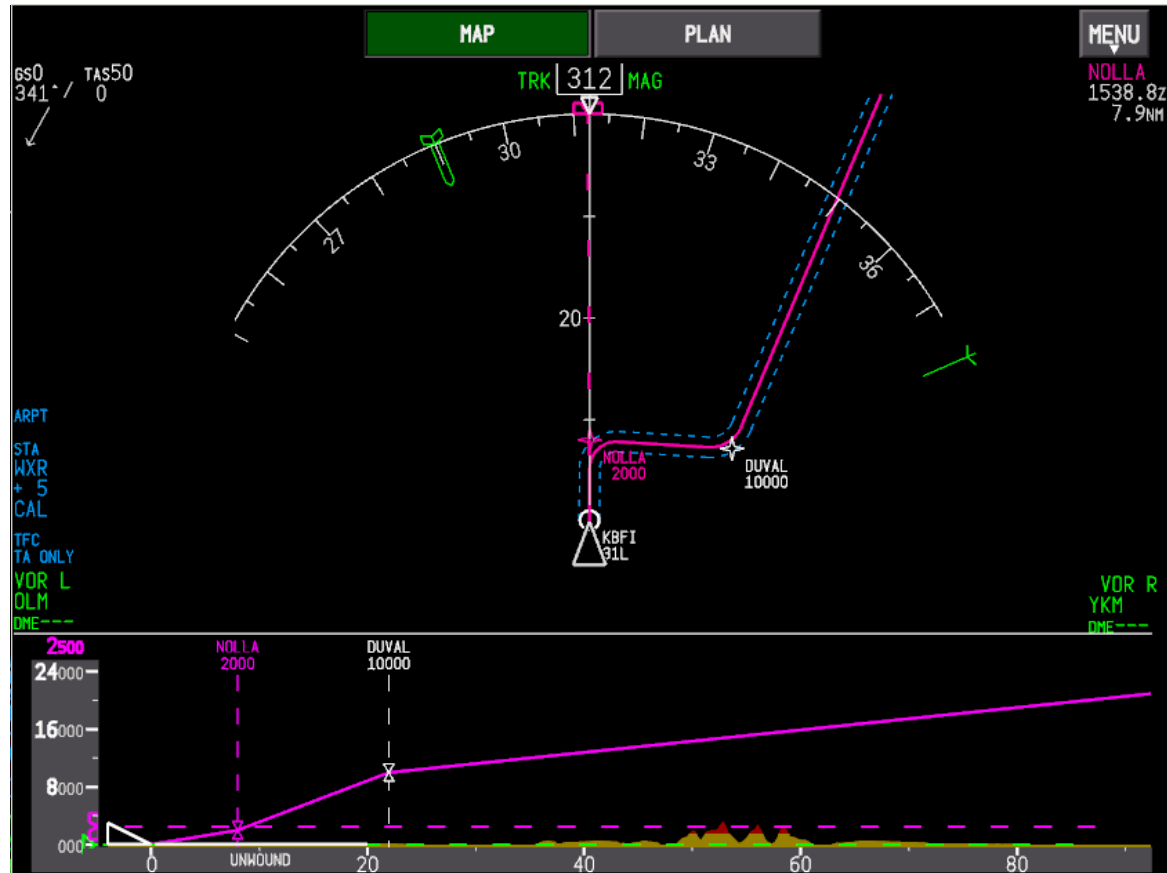 MAP
PLAN
MENU
GS0 TAS50
341°/ 0
TRK 312 MAG
NOLLA
1538.8z
7.9NM
30
33
27
36
20
ARPT
STA
WXR
+ 5
CAL
TFC
TA ONLY
VOR L
OLM
DME---
NOLLA
2000
DUVAL
10000
KBFI
31L
VOR R
YKM
DME---
2500
NOLLA
2000
DUVAL
10000
24000
16000
8000
000
0
UNWOUND
20
40
60
80